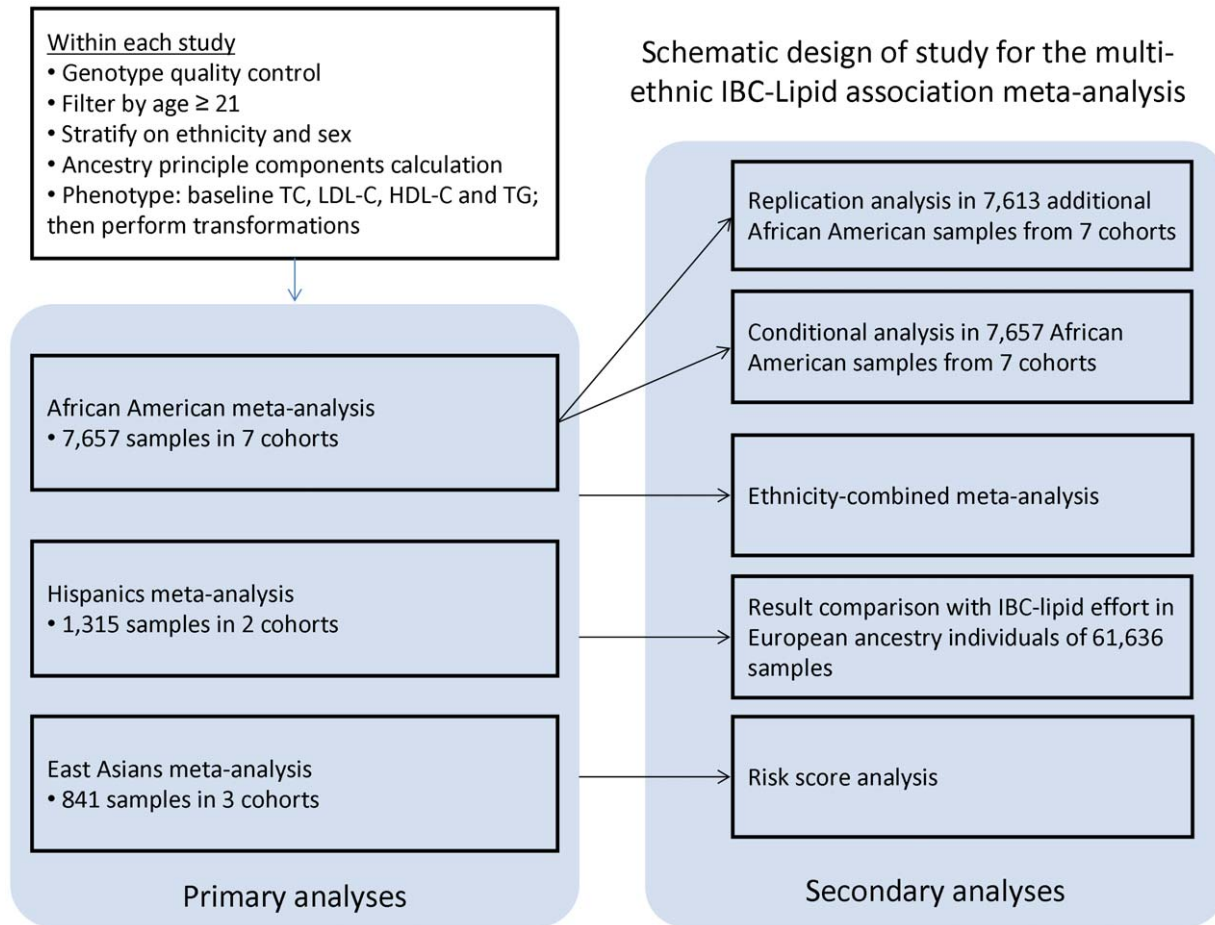 Within each study
• Genotype quality control
• Filter by age ≥ 21
• Stratify on ethnicity and sex
• Ancestry principle components calculation
• Phenotype: baseline TC, LDL-C, HDL-C and TG;
then perform transformations
Schematic design of study for the multi-
ethnic IBC-Lipid association meta-analysis
African American meta-analysis
• 7,657 samples in 7 cohorts
Hispanics meta-analysis
• 1,315 samples in 2 cohorts
East Asians meta-analysis
• 841 samples in 3 cohorts
Primary analyses
Replication analysis in 7,613 additional
African American samples from 7 cohorts
Conditional analysis in 7,657 African
American samples from 7 cohorts
Ethnicity-combined meta-analysis
Result comparison with IBC-lipid effort in
European ancestry individuals of 61,636
samples
Risk score analysis
Secondary analyses